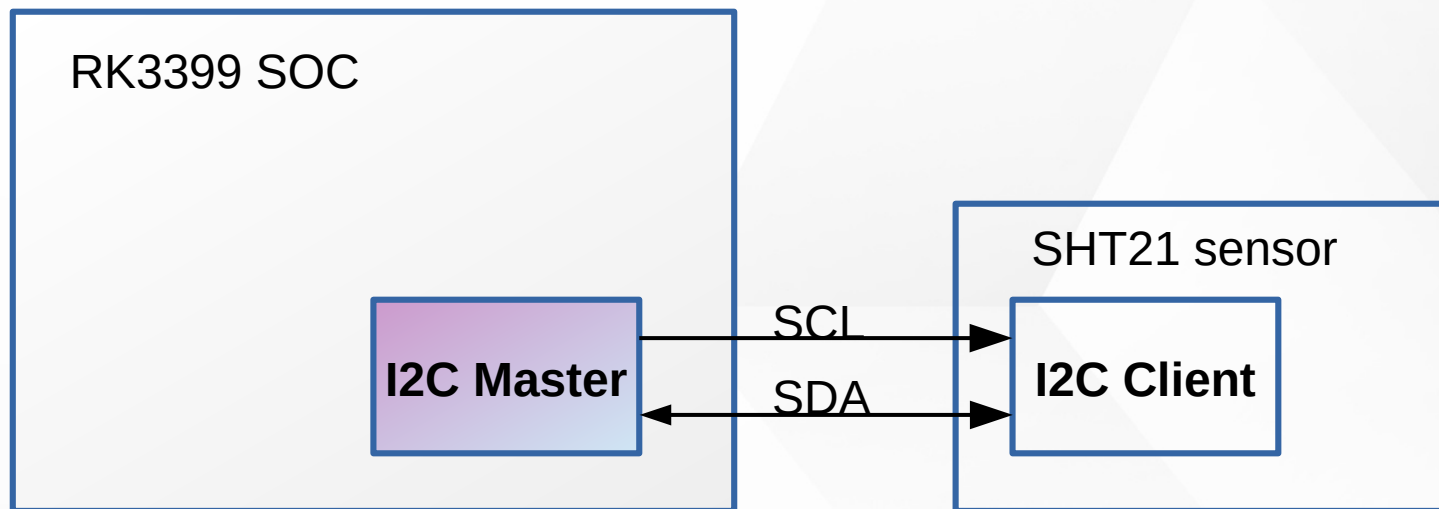 RK3399 SOC
SHT21 sensor
SCL
I2C Master
SDA
I2C Client